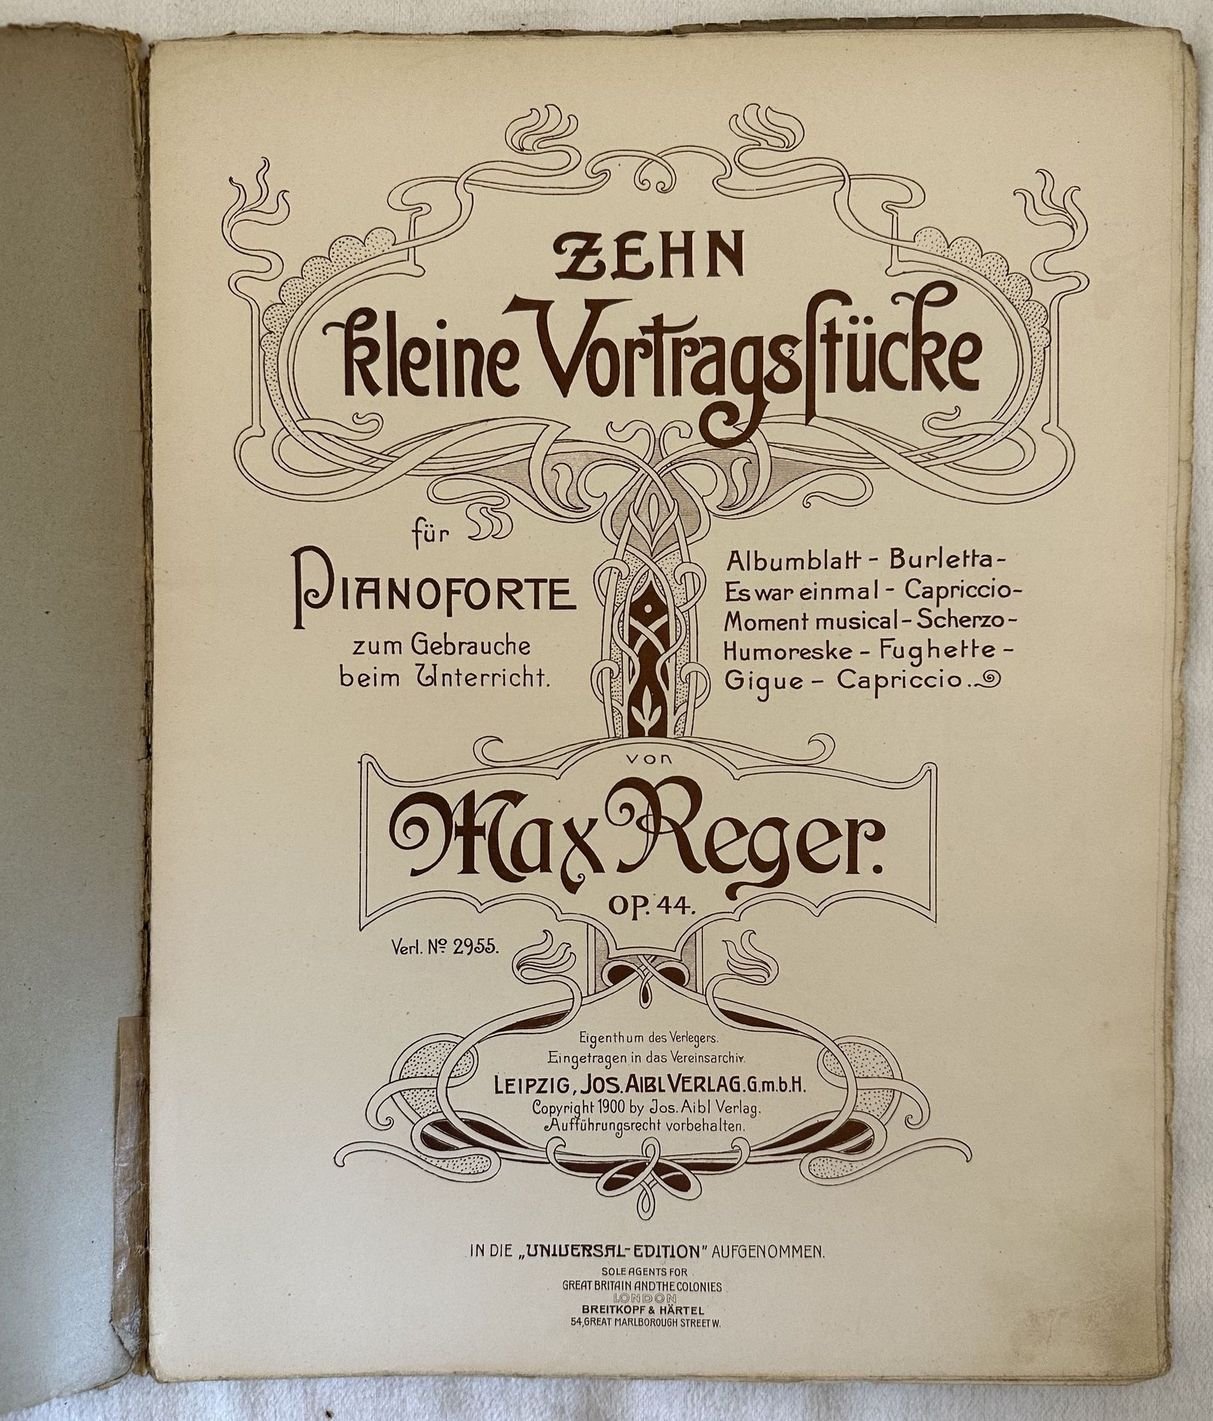 ZEHN
kleine Vortragsstücke
für
PIANOFORTE
zum Gebrauche
beim Unterricht.
Albumblatt - Burletta-
Es war einmal - Capriccio-
Moment musical - Scherzo-
Humoreske - Fughette -
Gigue - Capriccio.
von
Max Reger.
OP. 44.
Verl. No 2955.
Eigenthum des Verlegers.
Eingetragen in das Vereinsarchiv.
LEIPZIG, JOS. AIBL VERLAG. G.m.b.H.
Copyright 1900 by Jos. Aibl Verlag.
Aufführungsrecht vorbehalten.
IN DIE „UNIVERSAL-EDITION" AUFGENOMMEN.
SOLE AGENTS FOR
GREAT BRITAIN AND THE COLONIES
LONDON
BREITKOPF & HÄRTEL
54, GREAT MARLBOROUGH STREET W.